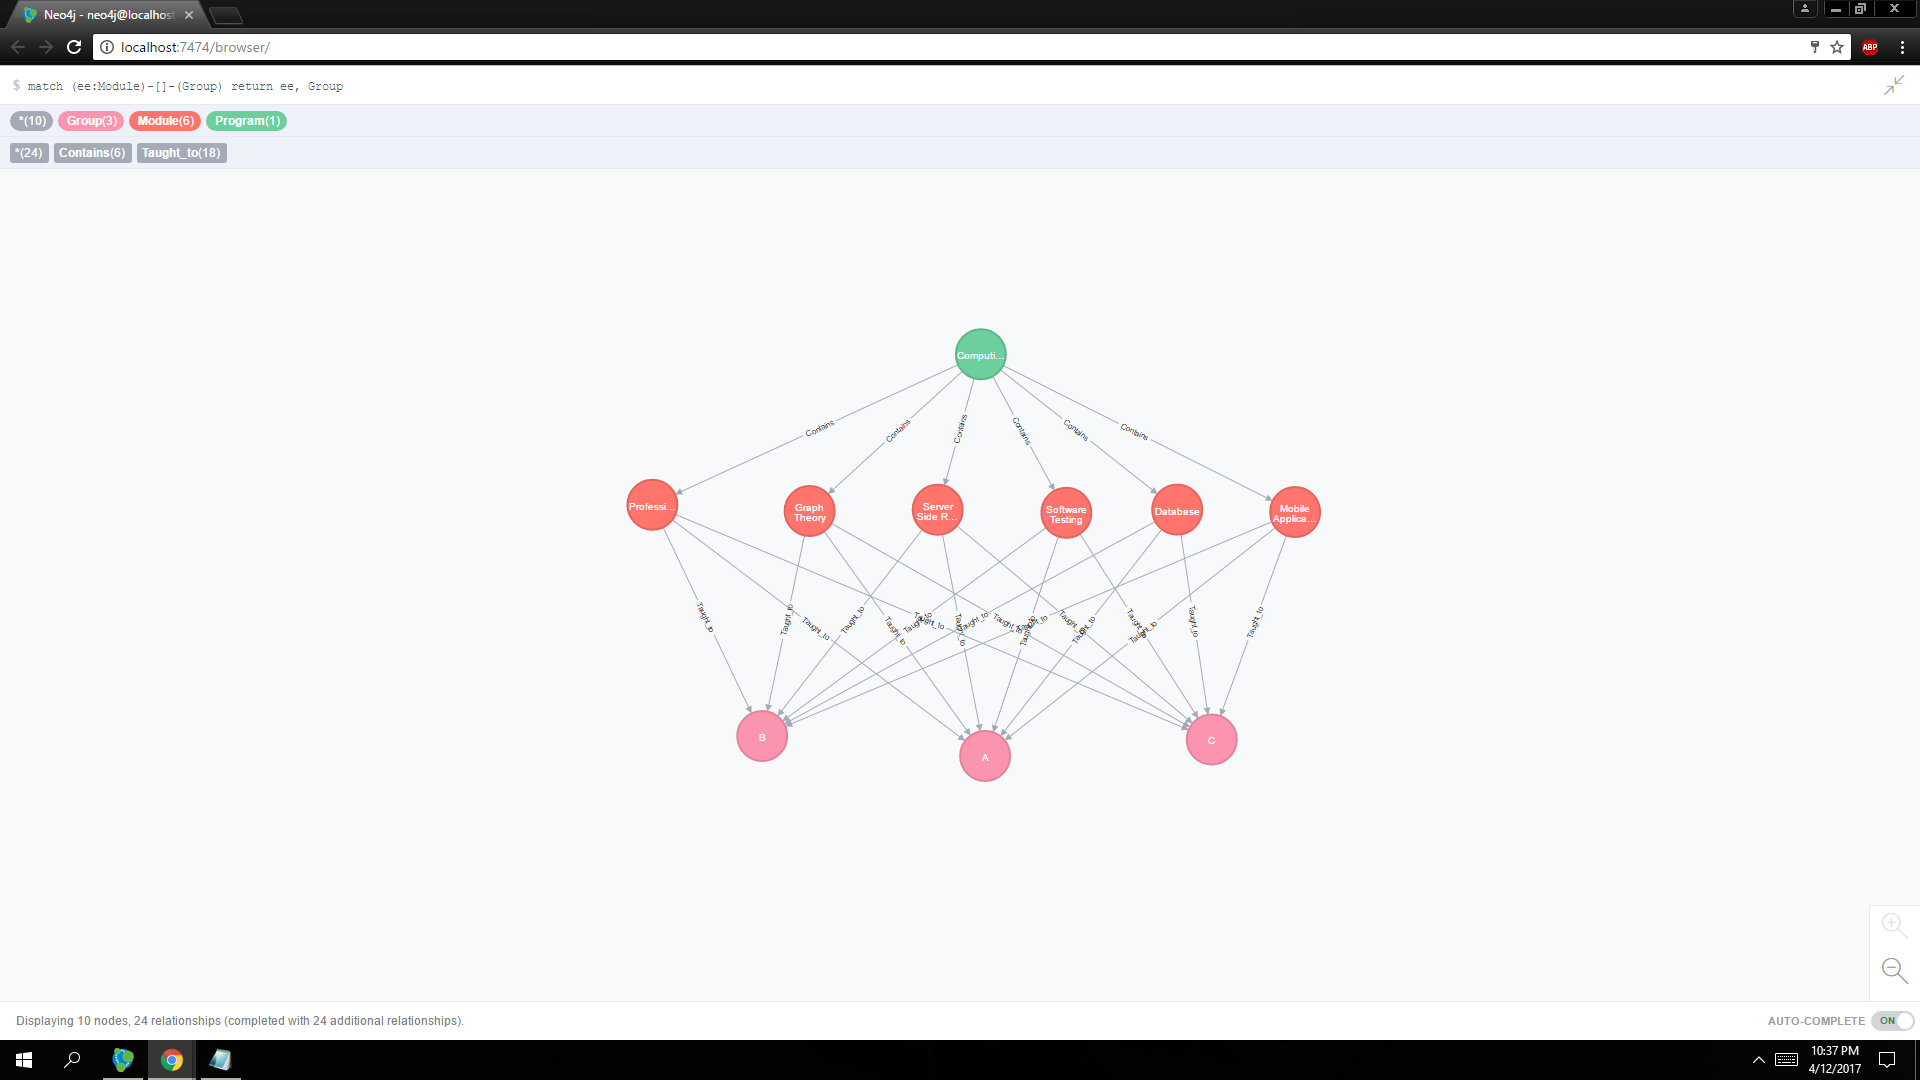 Neo4j - neo4j@localhost
localhost:7474/browser/
ABP
$ match (ee:Module)-[]-(Group) return ee, Group
*(10) Group(3) Module(6) Program(1)
*(24) Contains(6) Taught_to(18)
Computi...
Contains Contains Contains Contains Contains Contains
Professi... Graph Theory Server Side R... Software Testing Database Mobile Applica...
Taught_to Taught_to Taught_to Taught_to Taught_to Taught_to Taught_to Taught_to Taught_to Taught_to Taught_to Taught_to Taught_to Taught_to Taught_to Taught_to Taught_to Taught_to
B A C
Displaying 10 nodes, 24 relationships (completed with 24 additional relationships).
AUTO-COMPLETE ON
10:37 PM
4/12/2017